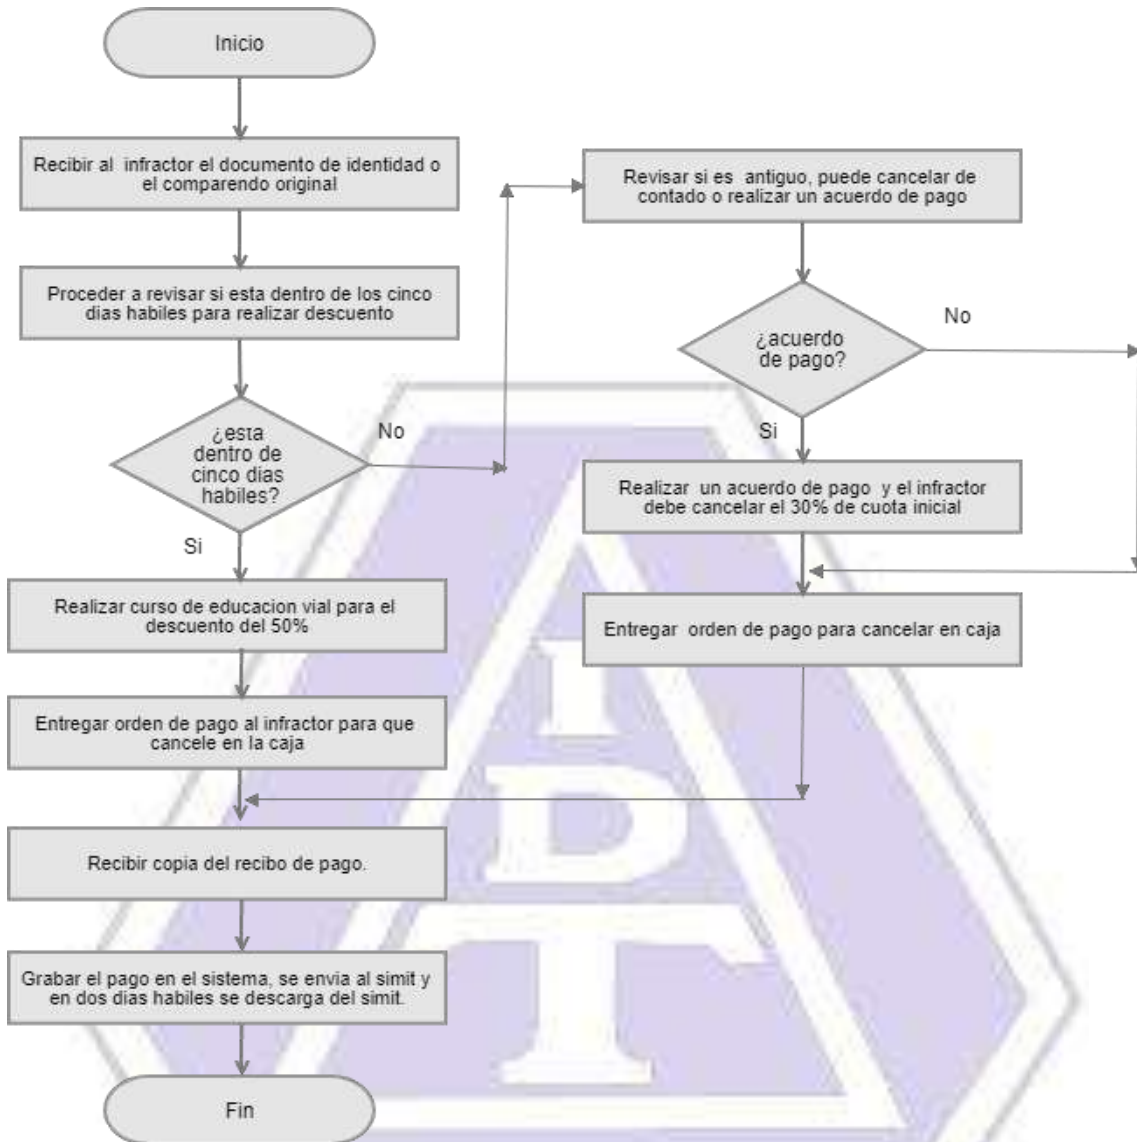 Inicio
Recibir al infractor el documento de identidad o
el comparendo original
Proceder a revisar si esta dentro de los cinco
dias habiles para realizar descuento
¿esta
dentro de
cinco dias
habiles?
No
Si
Realizar curso de educacion vial para el
descuento del 50%
Entregar orden de pago al infractor para que
cancele en la caja
Recibir copia del recibo de pago.
Grabar el pago en el sistema, se envia al simit y
en dos dias habiles se descarga del simit.
Fin
Revisar si es antiguo, puede cancelar de
contado o realizar un acuerdo de pago
¿acuerdo
de pago?
No
Si
Realizar un acuerdo de pago y el infractor
debe cancelar el 30% de cuota inicial
Entregar orden de pago para cancelar en caja
I
D
T